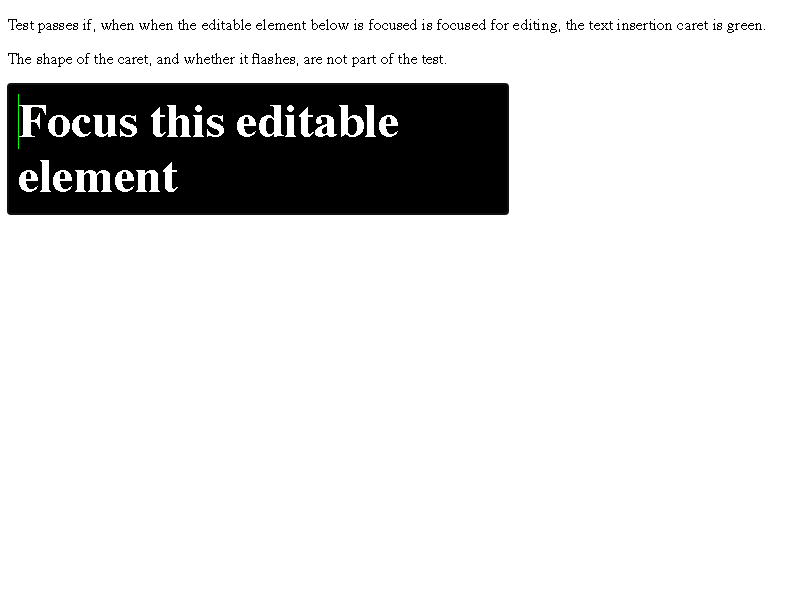 Test passes if, when when the editable element below is focused is focused for editing, the text insertion caret is green.
The shape of the caret, and whether it flashes, are not part of the test.
Focus this editable
element